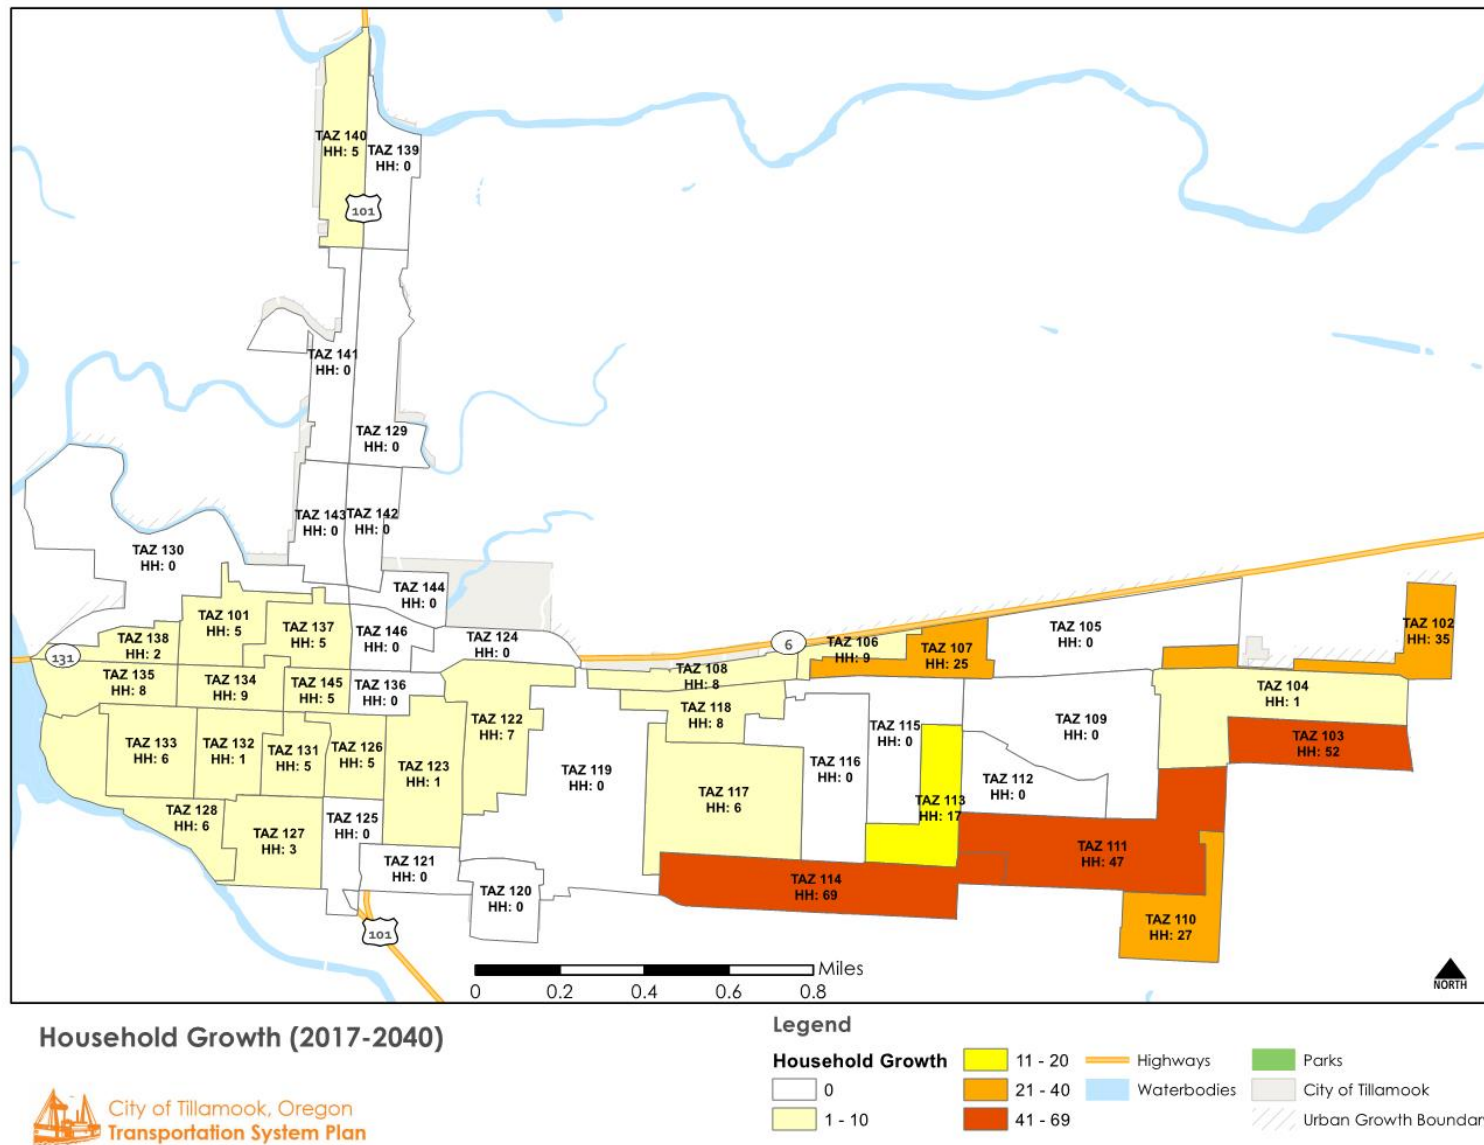 TAZ 140
HH: 5
TAZ 139
HH: 0
101
TAZ 141
HH: 0
TAZ 129
HH: 0
TAZ 143
HH: 0
TAZ 142
HH: 0
TAZ 130
HH: 0
TAZ 144
HH: 0
TAZ 101
HH: 5
TAZ 137
HH: 5
TAZ 146
HH: 0
TAZ 124
HH: 0
TAZ 138
HH: 2
131
6
TAZ 106
HH: 9
TAZ 107
HH: 25
TAZ 105
HH: 0
TAZ 102
HH: 35
TAZ 135
HH: 8
TAZ 134
HH: 9
TAZ 145
HH: 5
TAZ 136
HH: 0
TAZ 108
HH: 8
TAZ 104
HH: 1
TAZ 122
HH: 7
TAZ 118
HH: 8
TAZ 115
HH: 0
TAZ 109
HH: 0
TAZ 103
HH: 52
TAZ 133
HH: 6
TAZ 132
HH: 1
TAZ 131
HH: 5
TAZ 126
HH: 5
TAZ 123
HH: 1
TAZ 119
HH: 0
TAZ 116
HH: 0
TAZ 112
HH: 0
TAZ 117
HH: 6
TAZ 113
HH: 17
TAZ 128
HH: 6
TAZ 125
HH: 0
TAZ 127
HH: 3
TAZ 121
HH: 0
TAZ 111
HH: 47
TAZ 114
HH: 69
TAZ 120
HH: 0
TAZ 110
HH: 27
101
Miles
0 0.2 0.4 0.6 0.8
NORTH
Household Growth (2017-2040)
City of Tillamook, Oregon
Transportation System Plan
Legend
Household Growth
0
1 - 10
11 - 20
21 - 40
41 - 69
Highways
Waterbodies
Parks
City of Tillamook
Urban Growth Boundar